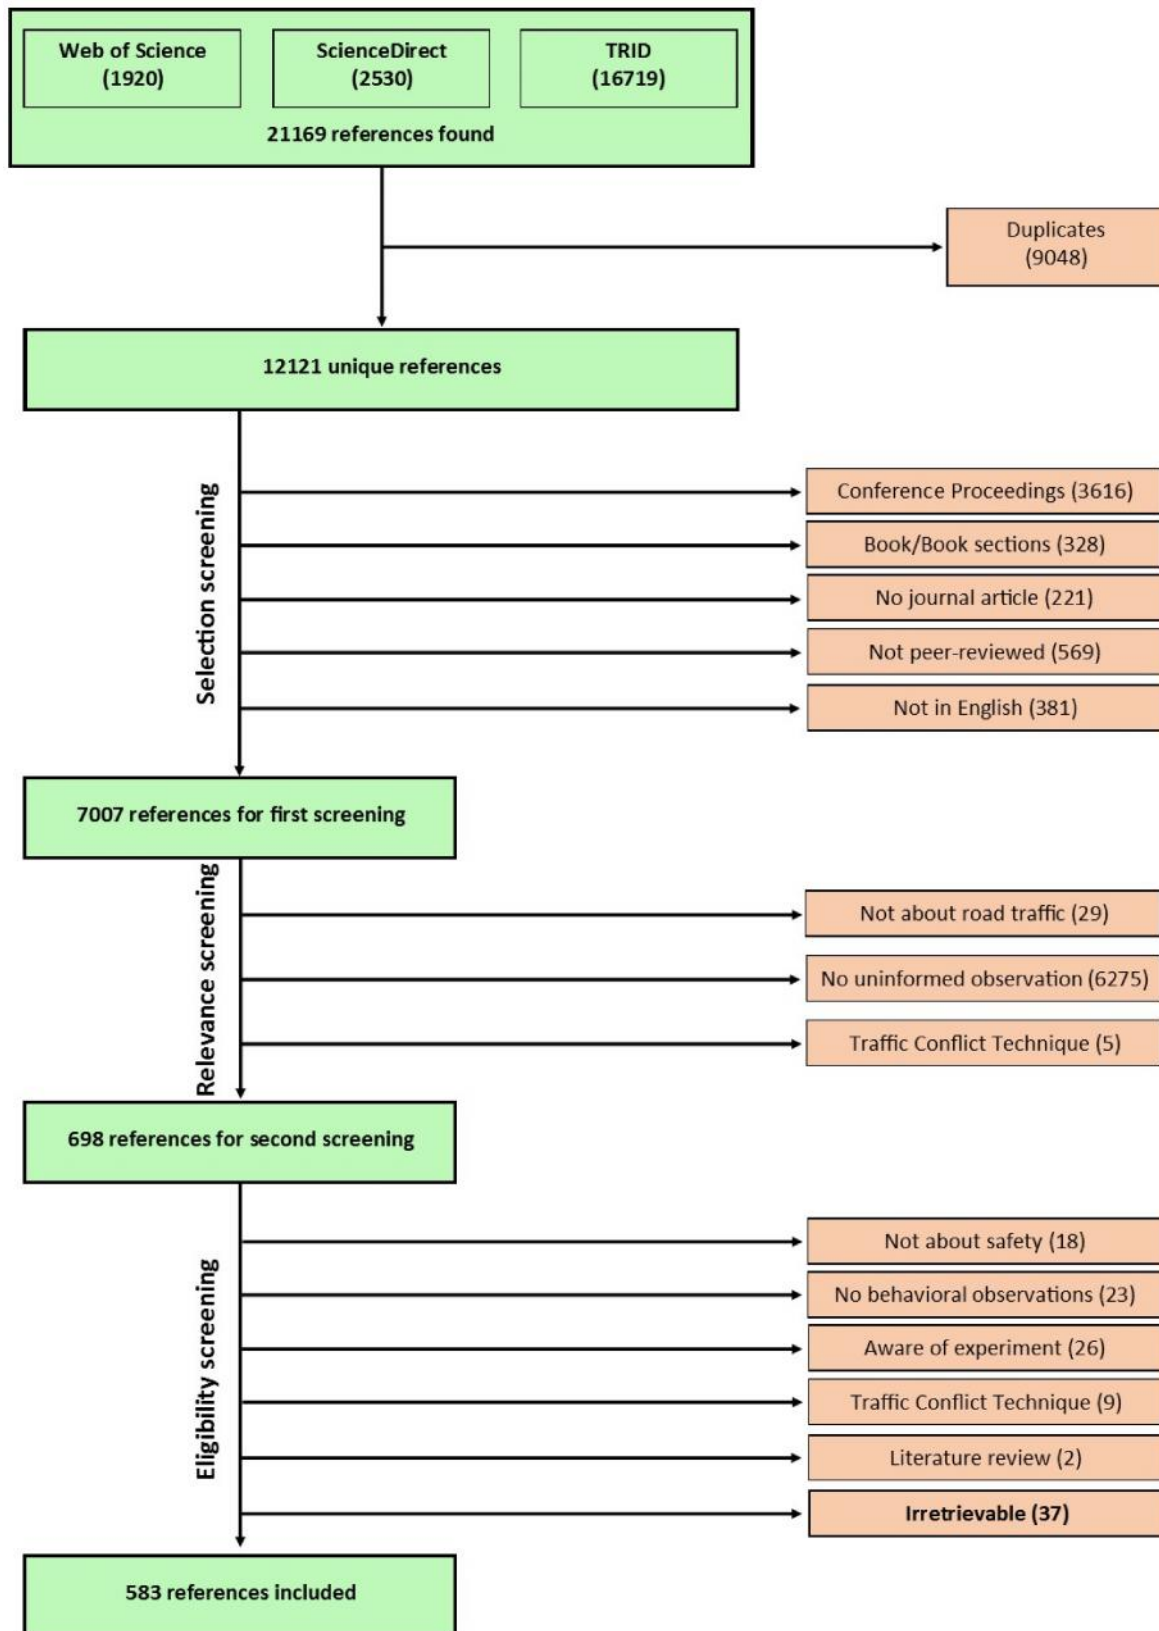 Web of Science
(1920)
ScienceDirect
(2530)
TRID
(16719)
21169 references found
Duplicates
(9048)
12121 unique references
Selection screening
Conference Proceedings (3616)
Book/Book sections (328)
No journal article (221)
Not peer-reviewed (569)
Not in English (381)
7007 references for first screening
Relevance screening
Not about road traffic (29)
No uninformed observation (6275)
Traffic Conflict Technique (5)
698 references for second screening
Eligibility screening
Not about safety (18)
No behavioral observations (23)
Aware of experiment (26)
Traffic Conflict Technique (9)
Literature review (2)
Irretrievable (37)
583 references included